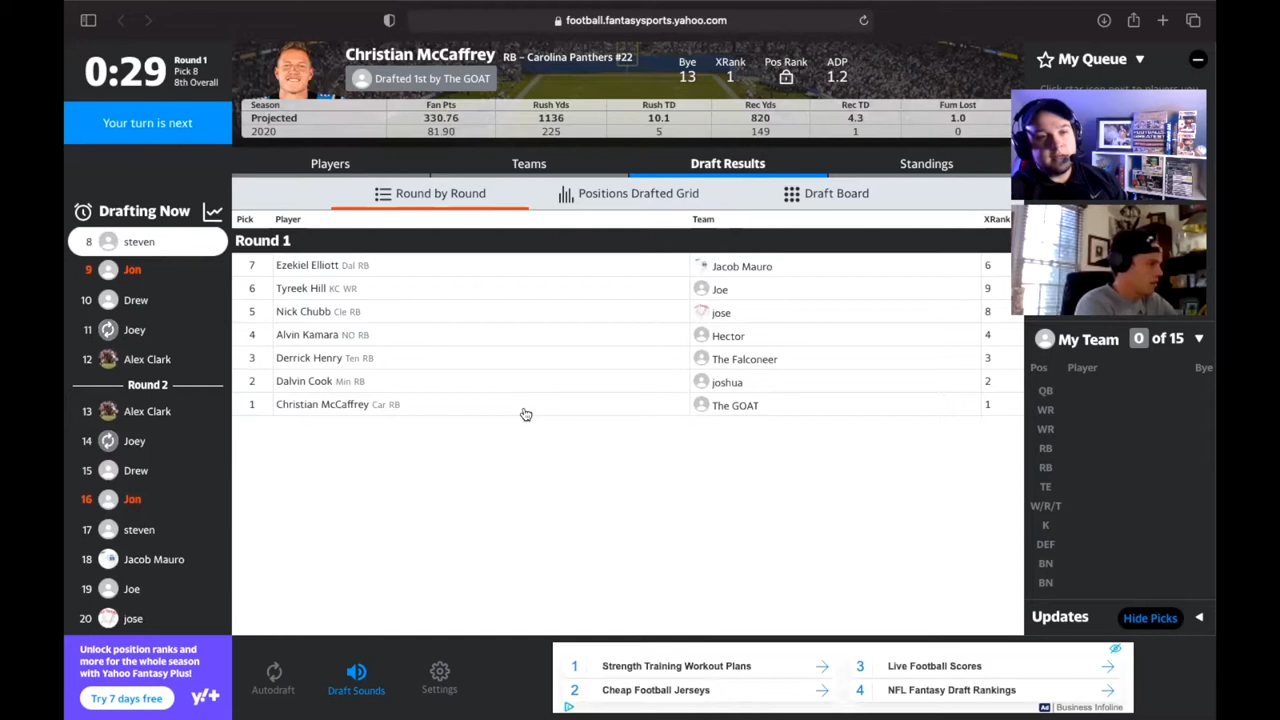 football.fantasysports.yahoo.com
0:29
Round 1
Pick 8
8th Overall
Your turn is next
Christian McCaffrey RB – Carolina Panthers #22
Drafted 1st by The GOAT
Bye XRank Pos Rank ADP
13 1 1.2
Season Fan Pts Rush Yds Rush TD Rec Yds Rec TD Fum Lost
Projected 330.76 1136 10.1 820 4.3 1.0
2020 81.90 225 5 149 1 0
My Queue
Players Teams Draft Results Standings
Round by Round Positions Drafted Grid Draft Board
Pick Player Team XRank
Round 1
7 Ezekiel Elliott Dal RB Jacob Mauro 6
6 Tyreek Hill KC WR Joe 9
5 Nick Chubb Cle RB jose 8
4 Alvin Kamara NO RB Hector 4
3 Derrick Henry Ten RB The Falconeer 3
2 Dalvin Cook Min RB joshua 2
1 Christian McCaffrey Car RB The GOAT 1
Drafting Now
8 steven
9 Jon
10 Drew
11 Joey
12 Alex Clark
Round 2
13 Alex Clark
14 Joey
15 Drew
16 Jon
17 steven
18 Jacob Mauro
19 Joe
20 jose
My Team 0 of 15
Pos Player Bye
QB
WR
WR
RB
RB
TE
W/R/T
K
DEF
BN
BN
Updates Hide Picks
Unlock position ranks and
more for the whole season
with Yahoo Fantasy Plus!
Try 7 days free y!+
Autodraft Draft Sounds Settings
1 Strength Training Workout Plans
2 Cheap Football Jerseys
3 Live Football Scores
4 NFL Fantasy Draft Rankings
Ad | Business Infoline